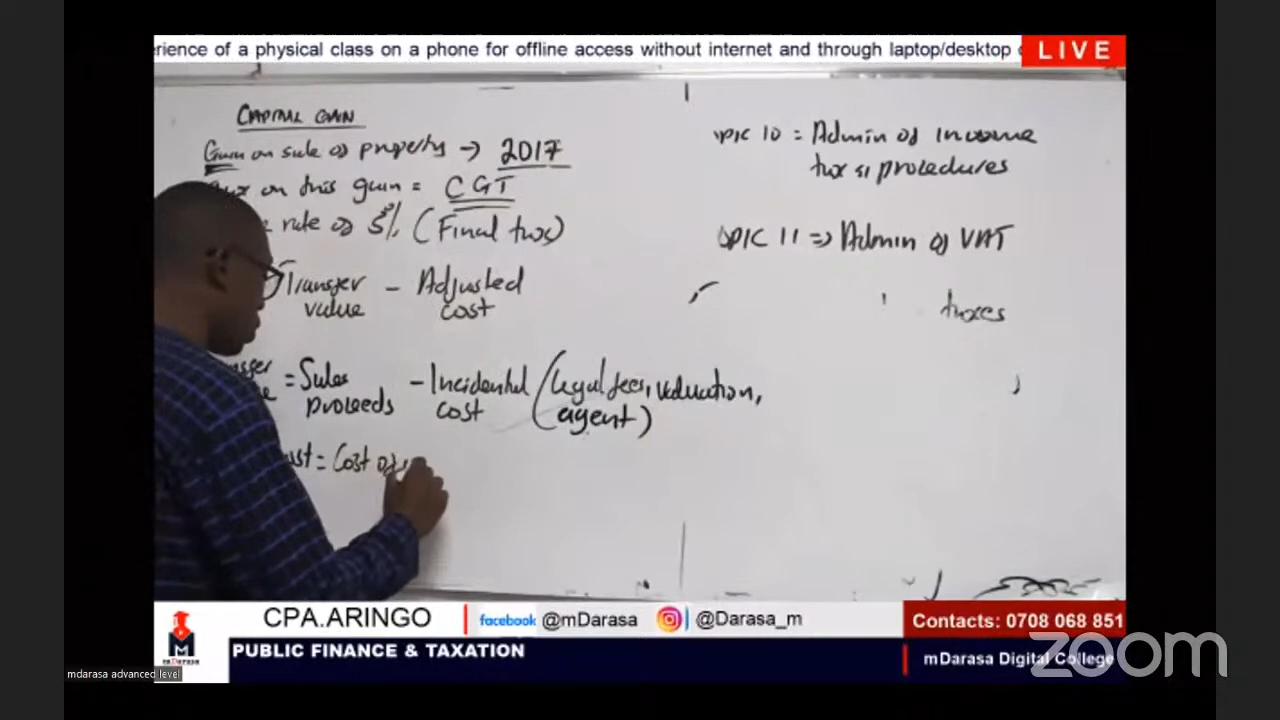 rience of a physical class on a phone for offline access without internet and through laptop/desktop
LIVE
CAPITAL GAIN
Gain on sale of property → 2017
on this gain = CGT
rate of 5% (Final tax)
Transfer value - Adjusted cost
= Sales proceeds - Incidental cost (legal fees, valuation, agent)
= Cost of
PIC 10 = Admin of income tax & procedures
PIC 11 => Admin of VAT
taxes
CPA.ARINGO
facebook @mDarasa
@Darasa_m
Contacts: 0708 068 851
mDarasa
PUBLIC FINANCE & TAXATION
mDarasa Digital College
zoom
mdarasa advanced level